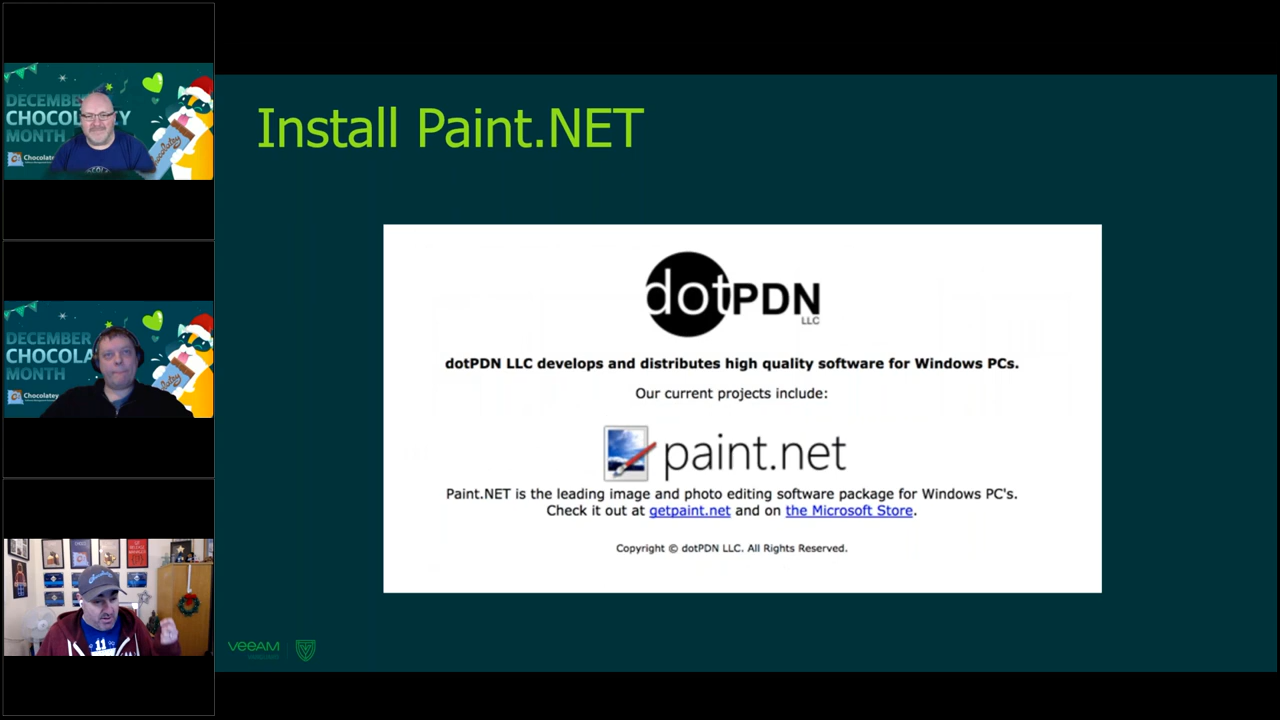 DECEMBER
CHOCOLATEY
MONTH
Chocolatey
DECEMBER
CHOCOLA
MONTH
Chocolatey
Install Paint.NET
dotPDN
LLC
dotPDN LLC develops and distributes high quality software for Windows PCs.
Our current projects include:
paint.net
Paint.NET is the leading image and photo editing software package for Windows PC's.
Check it out at getpaint.net and on the Microsoft Store.
Copyright © dotPDN LLC. All Rights Reserved.
veeAM